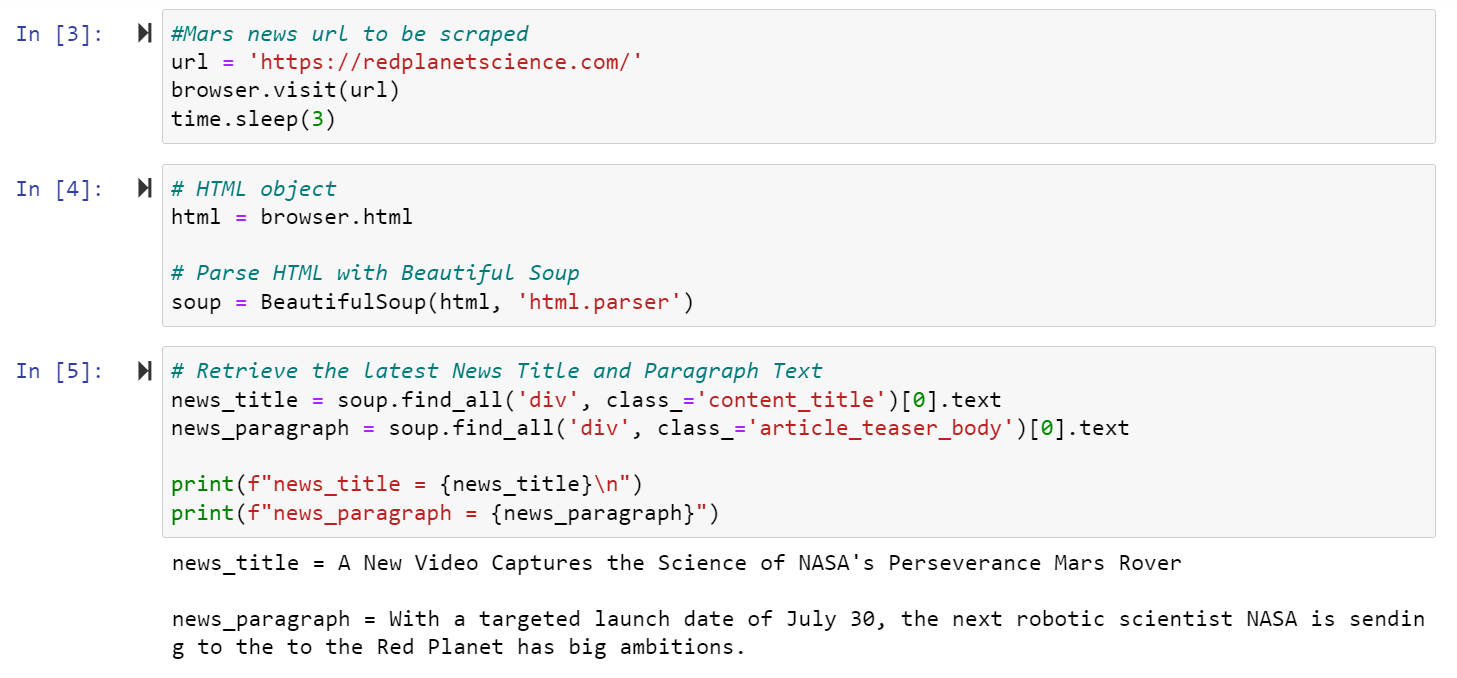 In [3]:
#Mars news url to be scraped
url = 'https://redplanetscience.com/'
browser.visit(url)
time.sleep(3)
In [4]:
# HTML object
html = browser.html
# Parse HTML with Beautiful Soup
soup = BeautifulSoup(html, 'html.parser')
In [5]:
# Retrieve the latest News Title and Paragraph Text
news_title = soup.find_all('div', class_='content_title')[0].text
news_paragraph = soup.find_all('div', class_='article_teaser_body')[0].text
print(f"news_title = {news_title}\n")
print(f"news_paragraph = {news_paragraph}")
news_title = A New Video Captures the Science of NASA's Perseverance Mars Rover
news_paragraph = With a targeted launch date of July 30, the next robotic scientist NASA is sendin
g to the to the Red Planet has big ambitions.